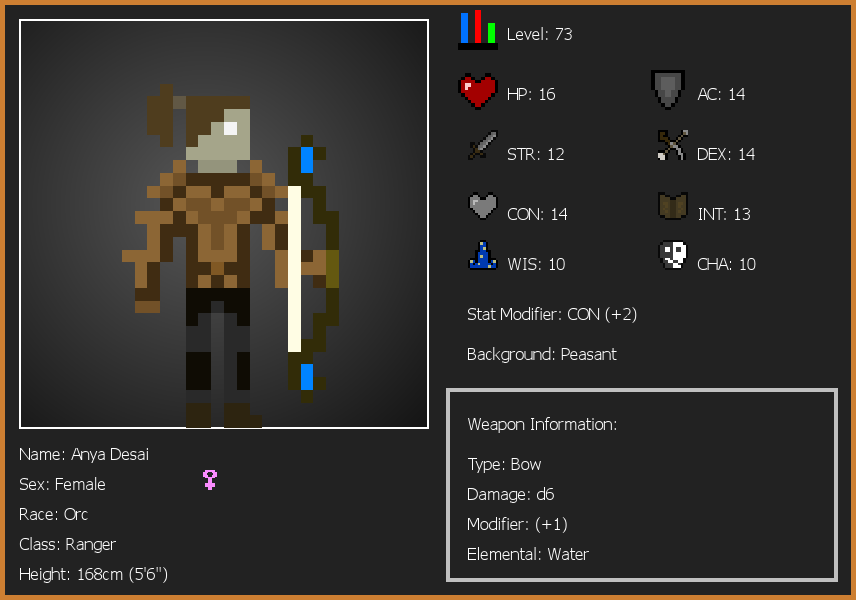 Level: 73
HP: 16
AC: 14
STR: 12
DEX: 14
CON: 14
INT: 13
WIS: 10
CHA: 10
Stat Modifier: CON (+2)
Background: Peasant
Weapon Information:
Type: Bow
Damage: d6
Modifier: (+1)
Elemental: Water
Name: Anya Desai
Sex: Female
Race: Orc
Class: Ranger
Height: 168cm (5'6")